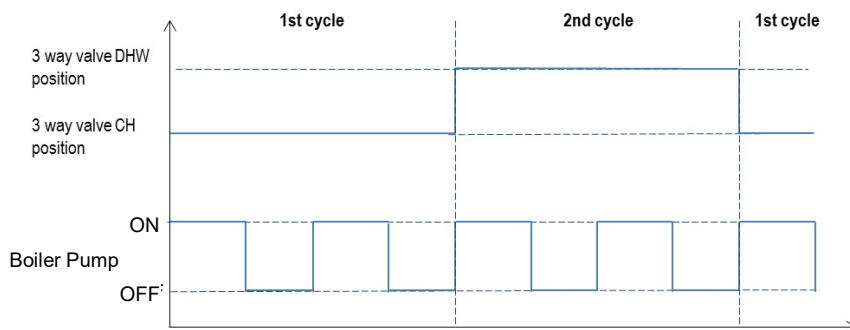 1st cycle
2nd cycle
1st cycle
3 way valve DHW
position
3 way valve CH
position
ON
Boiler Pump
OFF: